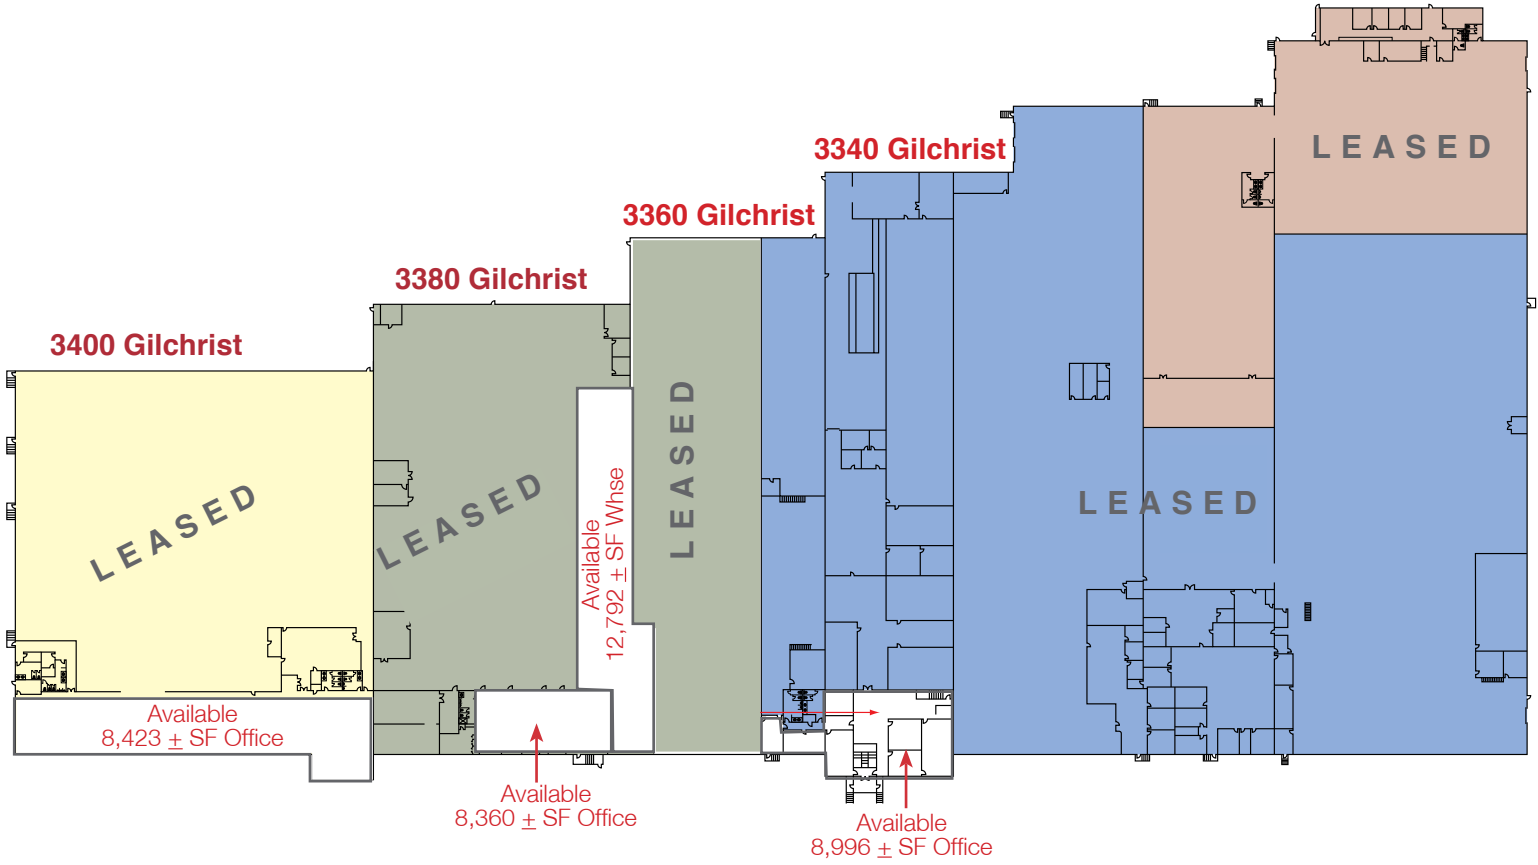 3340 Gilchrist
LEASED
3360 Gilchrist
3380 Gilchrist
3400 Gilchrist
LEASED
LEASED
LEASED
LEASED
Available
12,792 ± SF Whse
Available
8,423 ± SF Office
Available
8,360 ± SF Office
Available
8,996 ± SF Office